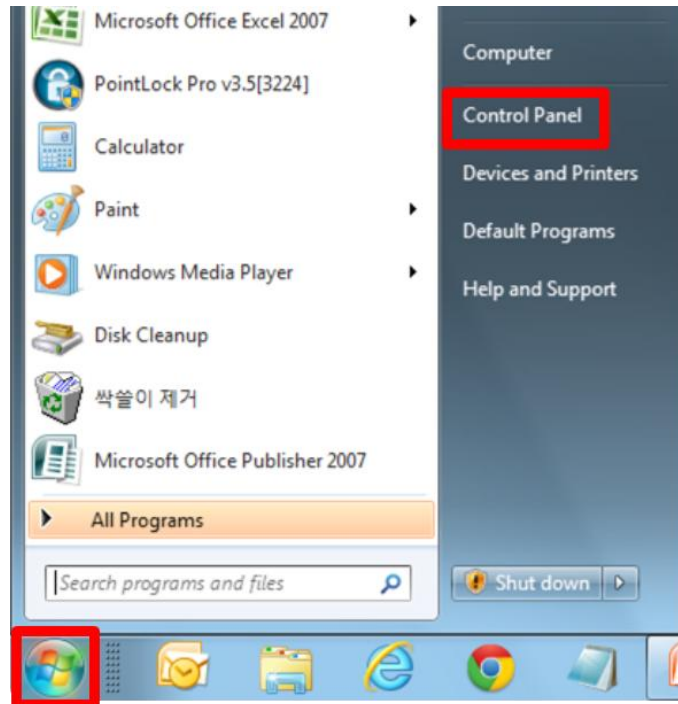 Microsoft Office Excel 2007
PointLock Pro v3.5[3224]
Calculator
Paint
Windows Media Player
Disk Cleanup
싹쓸이 제거
Microsoft Office Publisher 2007
All Programs
Search programs and files
Computer
Control Panel
Devices and Printers
Default Programs
Help and Support
Shut down